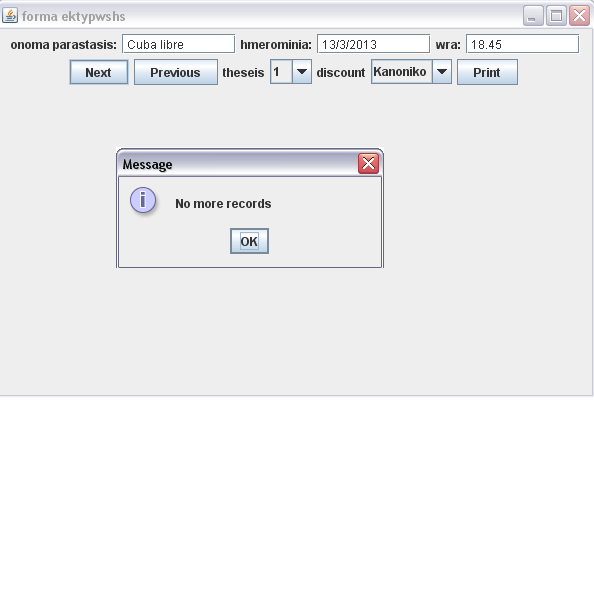 forma ektypwshs
onoma parastasis: Cuba libre hmerominia: 13/3/2013 wra: 18.45
Next Previous theseis 1 discount Kanoniko Print
Message
No more records
OK